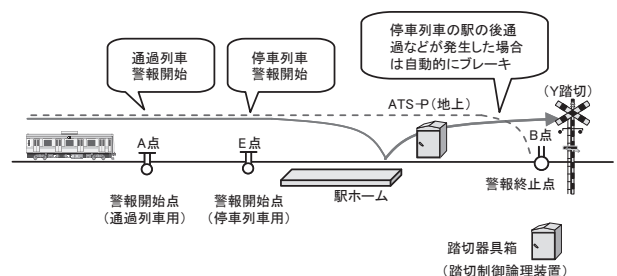 通過列車
警報開始
停車列車
警報開始
停車列車の駅の後通
過などが発生した場合
は自動的にブレーキ
ATS-P(地上)
(Y踏切)
A点
E点
B点
警報開始点
(通過列車用)
警報開始点
(停車列車用)
駅ホーム
警報終止点
踏切器具箱
(踏切制御論理装置)